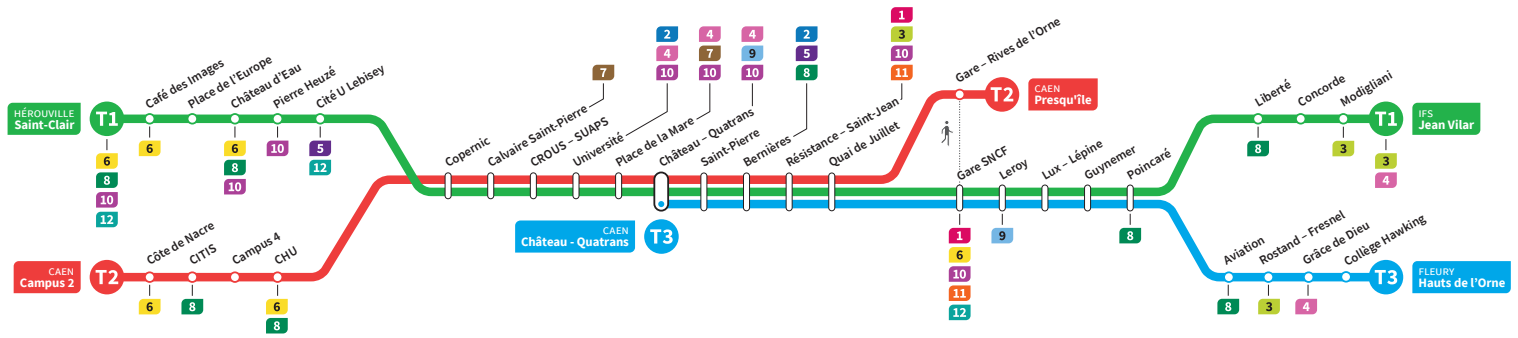 HÉROUVILLE
Saint-Clair
T1
6
8
10
12
Café des Images
6
Place de l'Europe
Château d'Eau
6
8
10
Pierre Heuzé
10
Cité U Lebisey
5
12
CAEN
Campus 2
T2
Côte de Nacre
6
CITIS
8
Campus 4
CHU
6
8
Copernic
Calvaire Saint-Pierre
7
CROUS – SUAPS
Université
2
4
10
Place de la Mare
4
7
10
Château – Quatrans
4
9
10
CAEN
Château - Quatrans
T3
Saint-Pierre
Bernières
2
5
8
Résistance – Saint-Jean
1
3
10
11
Quai de Juillet
Gare – Rives de l'Orne
T2
CAEN
Presqu'île
Gare SNCF
1
6
10
11
12
Leroy
9
Lux – Lépine
Guynemer
Poincaré
8
Liberté
8
Concorde
Modigliani
3
T1
3
4
IFS
Jean Vilar
Aviation
8
Rostand – Fresnel
3
Grâce de Dieu
4
Collège Hawking
T3
FLEURY
Hauts de l'Orne